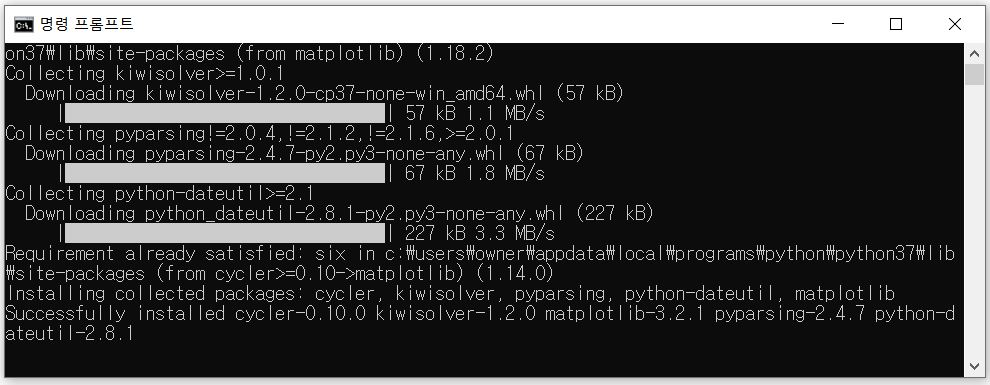 명령 프롬프트
on37₩lib₩site-packages (from matplotlib) (1.18.2)
Collecting kiwisolver>=1.0.1
  Downloading kiwisolver-1.2.0-cp37-none-win_amd64.whl (57 kB)
     |████████████████████████████████| 57 kB 1.1 MB/s
Collecting pyparsing!=2.0.4,!=2.1.2,!=2.1.6,>=2.0.1
  Downloading pyparsing-2.4.7-py2.py3-none-any.whl (67 kB)
     |████████████████████████████████| 67 kB 1.8 MB/s
Collecting python-dateutil>=2.1
  Downloading python_dateutil-2.8.1-py2.py3-none-any.whl (227 kB)
     |████████████████████████████████| 227 kB 3.3 MB/s
Requirement already satisfied: six in c:₩users₩owner₩appdata₩local₩programs₩python₩python37₩lib
₩site-packages (from cycler>=0.10->matplotlib) (1.14.0)
Installing collected packages: cycler, kiwisolver, pyparsing, python-dateutil, matplotlib
Successfully installed cycler-0.10.0 kiwisolver-1.2.0 matplotlib-3.2.1 pyparsing-2.4.7 python-d
ateutil-2.8.1